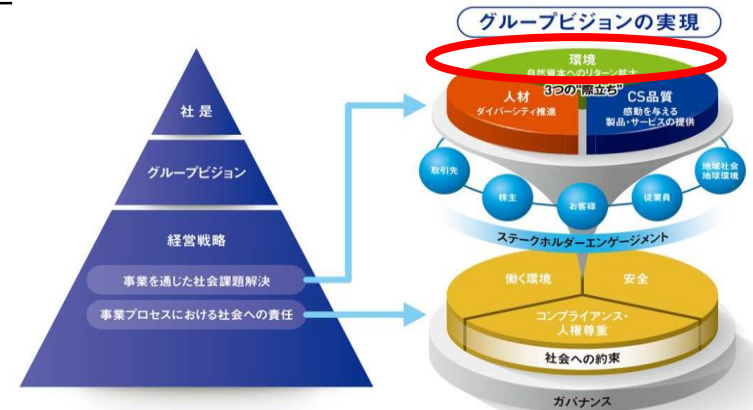 グループビジョンの実現
社是
グループビジョン
経営戦略
事業を通じた社会課題解決
事業プロセスにおける社会への責任
環境
自然資本へのリターン拡大
3つの"際立ち"
人材
ダイバーシティ推進
CS品質
感動を与える
製品・サービスの提供
取引先
株主
お客様
従業員
地域社会
地球環境
ステークホルダーエンゲージメント
働く環境
安全
コンプライアンス・
人権尊重
社会への約束
ガバナンス